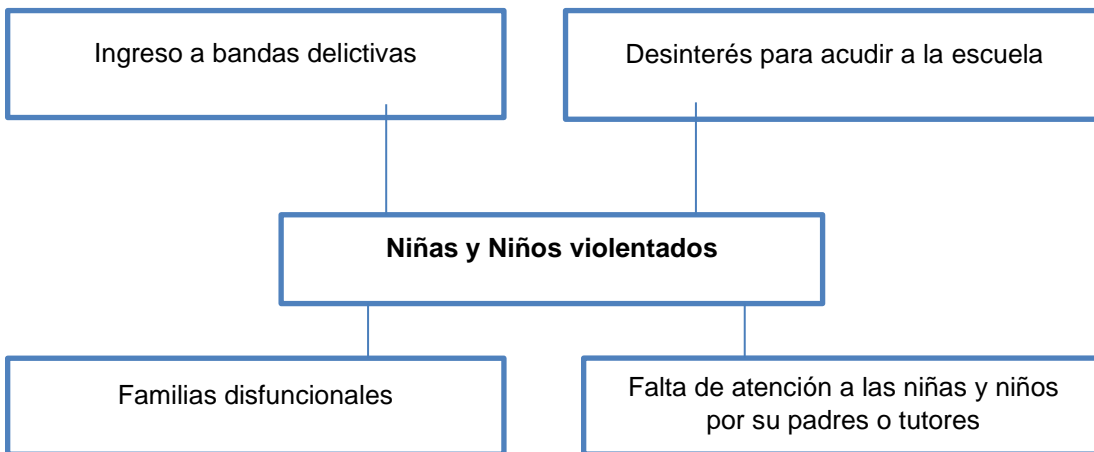 Ingreso a bandas delictivas
Desinterés para acudir a la escuela
Niñas y Niños violentados
Familias disfuncionales
Falta de atención a las niñas y niños
por su padres o tutores